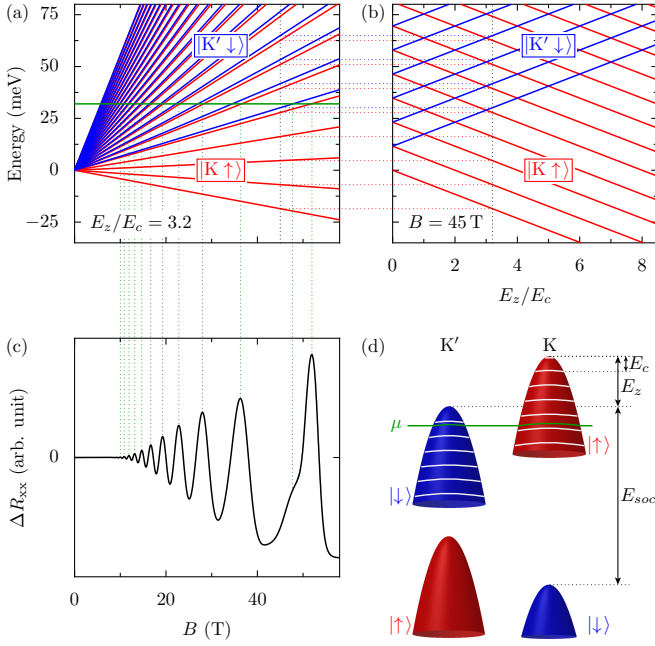 (a)
(b)
75
50
25
0
−25
Energy (meV)
|K′ ↓⟩
|K ↑⟩
E_z/E_c = 3.2
|K′ ↓⟩
|K ↑⟩
B = 45 T
0 2 4 6 8
E_z/E_c
(c)
0
ΔR_xx (arb. unit)
0 20 40
B (T)
(d)
K′ K
E_c
E_z
μ
|↑⟩
E_soc
|↓⟩
|↑⟩
|↓⟩